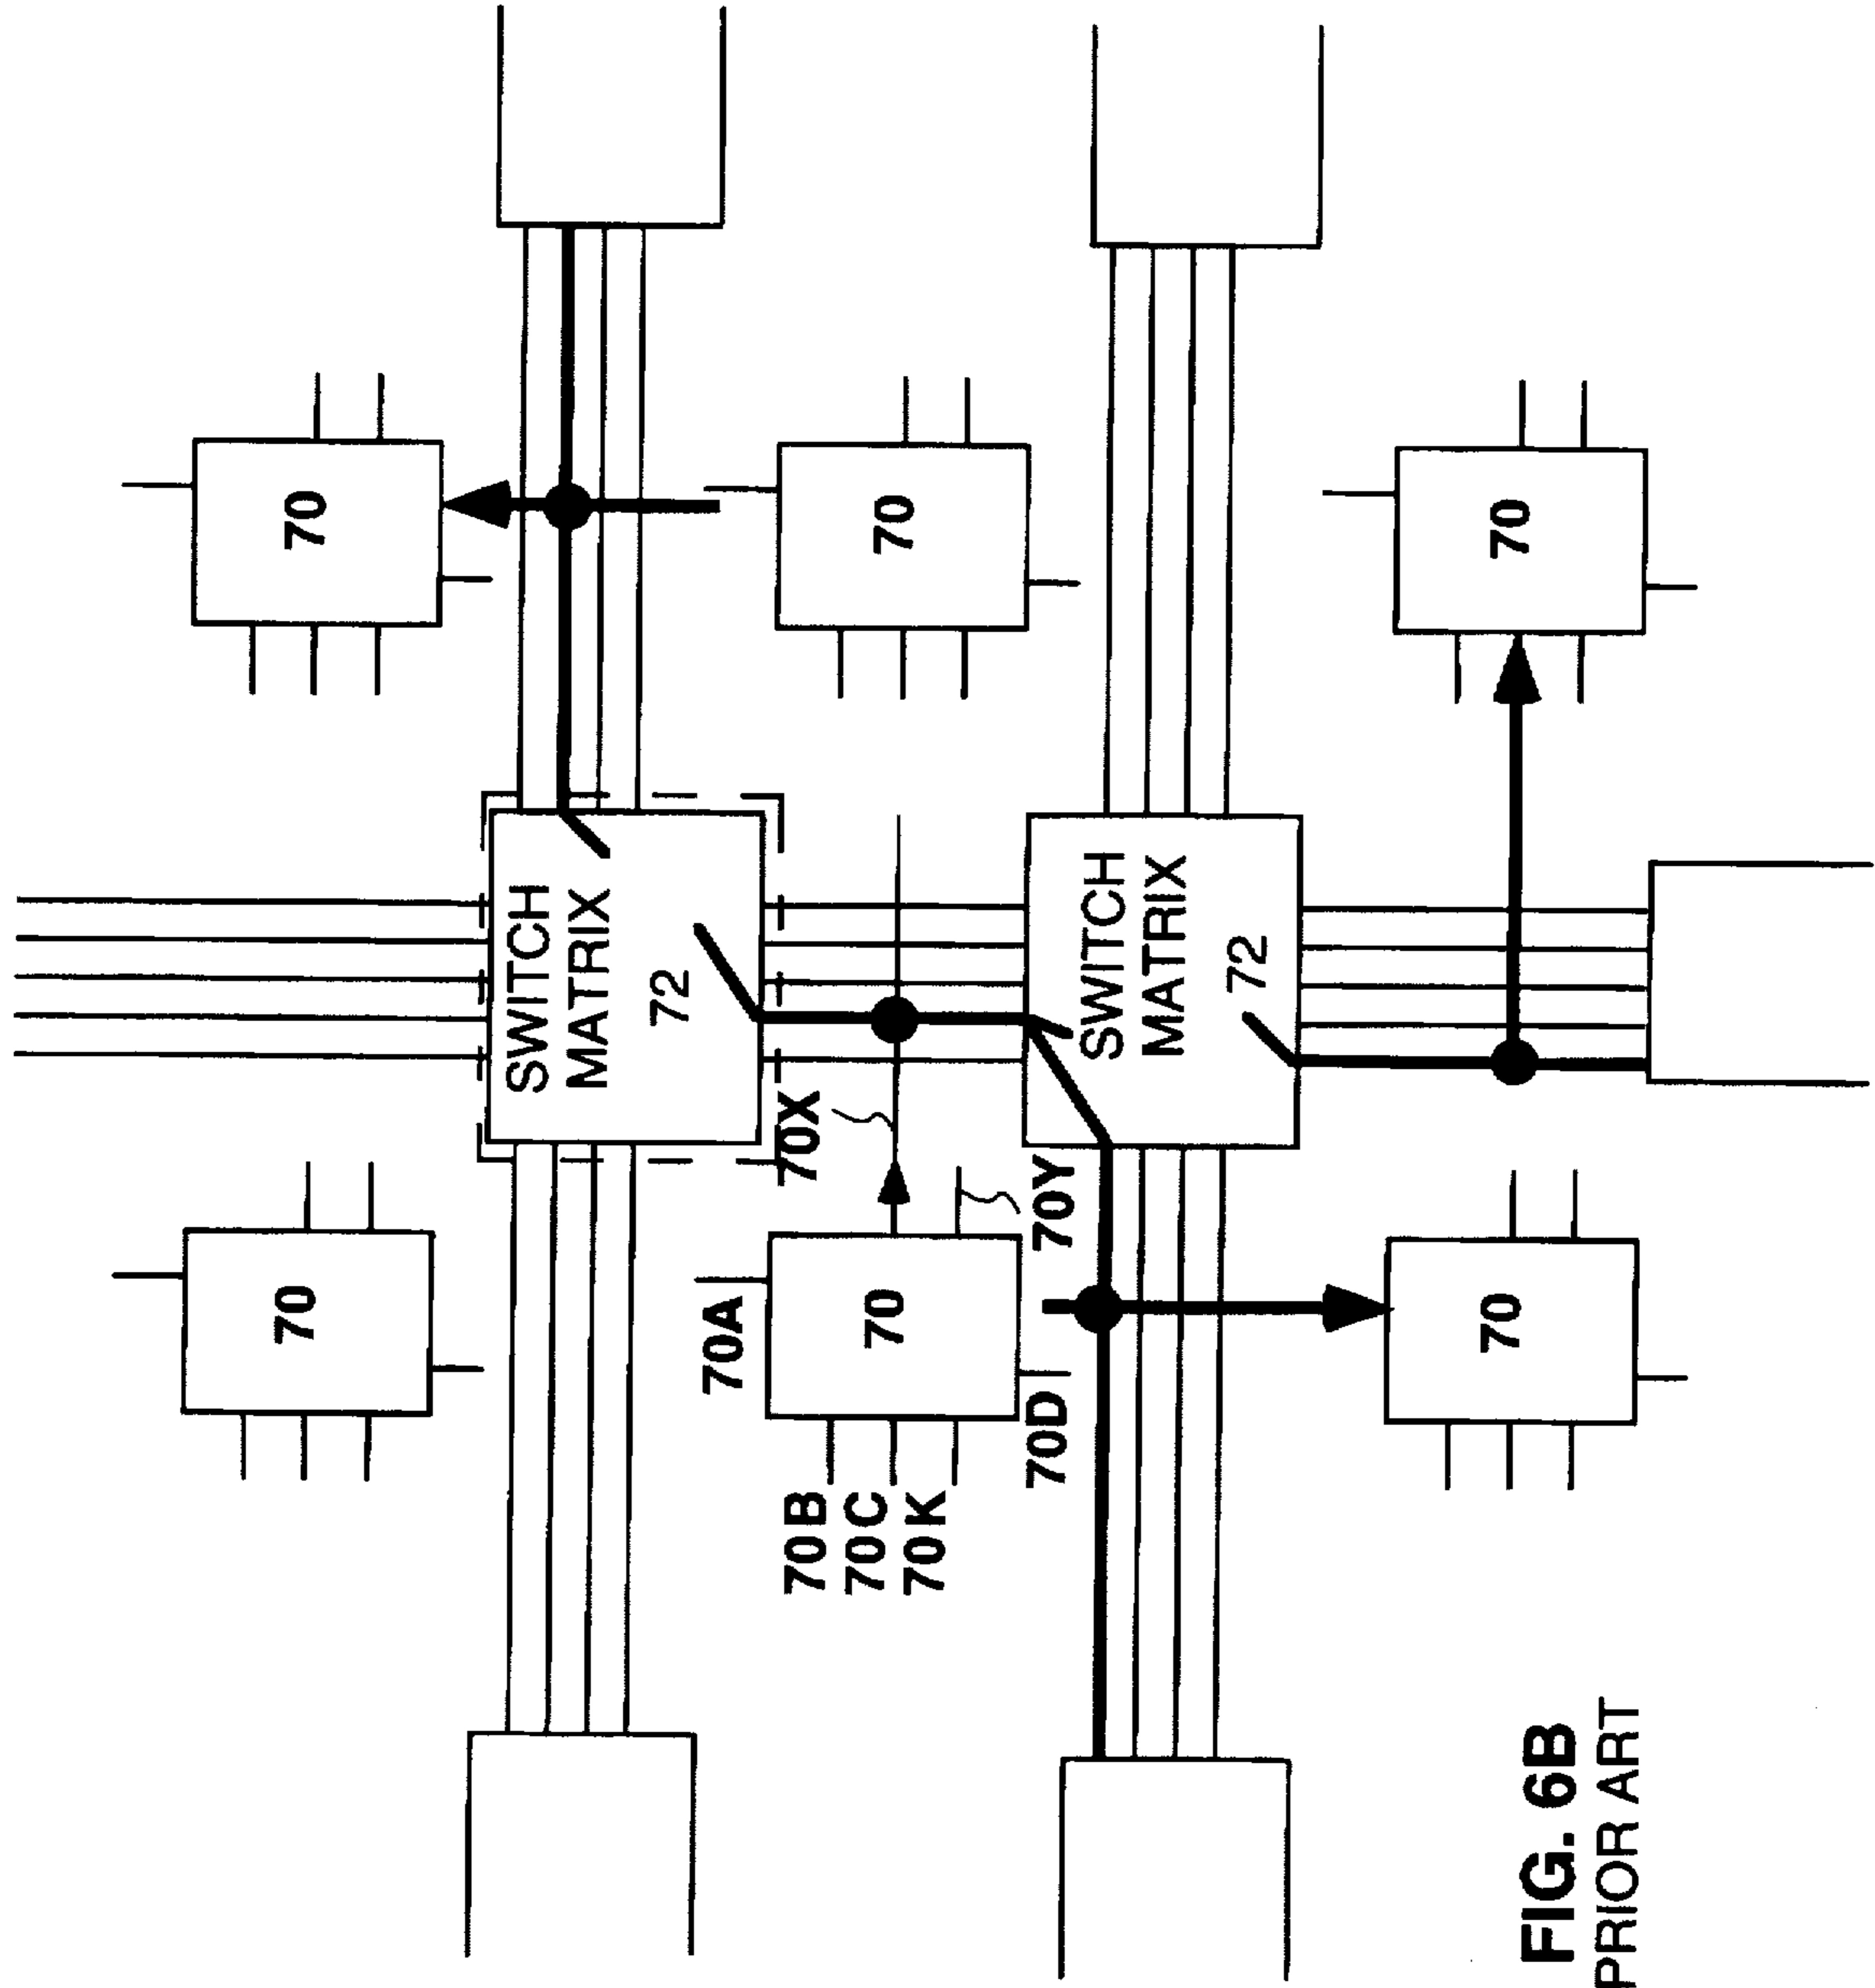 70
70
SWITCH
MATRIX
72
70A
70X
70B
70C
70K
70
70
70D
70Y
SWITCH
MATRIX
72
70
70
FIG. 6B
PRIOR ART